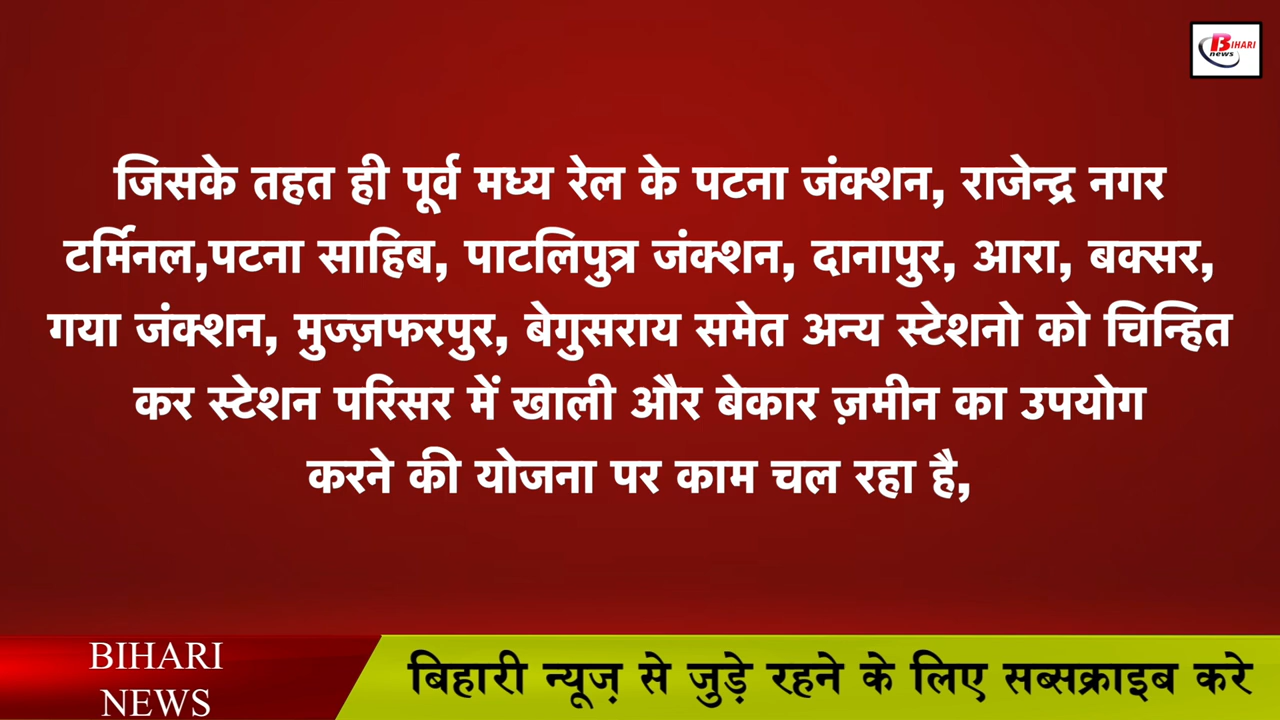 BIHARI
news
जिसके तहत ही पूर्व मध्य रेल के पटना जंक्शन, राजेन्द्र नगर
टर्मिनल,पटना साहिब, पाटलिपुत्र जंक्शन, दानापुर, आरा, बक्सर,
गया जंक्शन, मुज्ज़फरपुर, बेगुसराय समेत अन्य स्टेशनो को चिन्हित
कर स्टेशन परिसर में खाली और बेकार ज़मीन का उपयोग
करने की योजना पर काम चल रहा है,
BIHARI
NEWS
बिहारी न्यूज़ से जुड़े रहने के लिए सब्सक्राइब करे